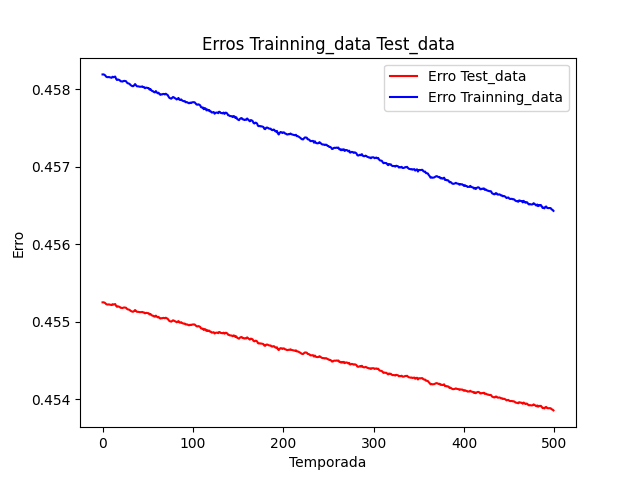 Erros Trainning_data Test_data
Erro Test_data
Erro Trainning_data
0.458
0.457
0.456
0.455
0.454
Erro
0 100 200 300 400 500
Temporada